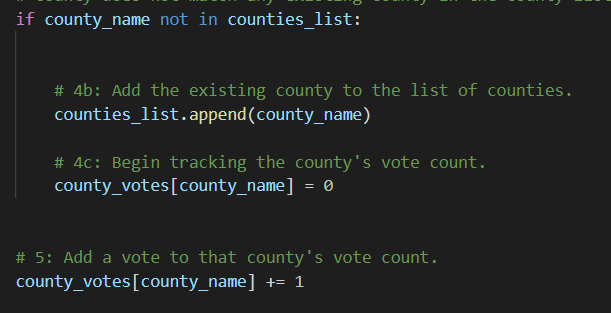 if county_name not in counties_list:
# 4b: Add the existing county to the list of counties.
counties_list.append(county_name)
# 4c: Begin tracking the county's vote count.
county_votes[county_name] = 0
# 5: Add a vote to that county's vote count.
county_votes[county_name] += 1